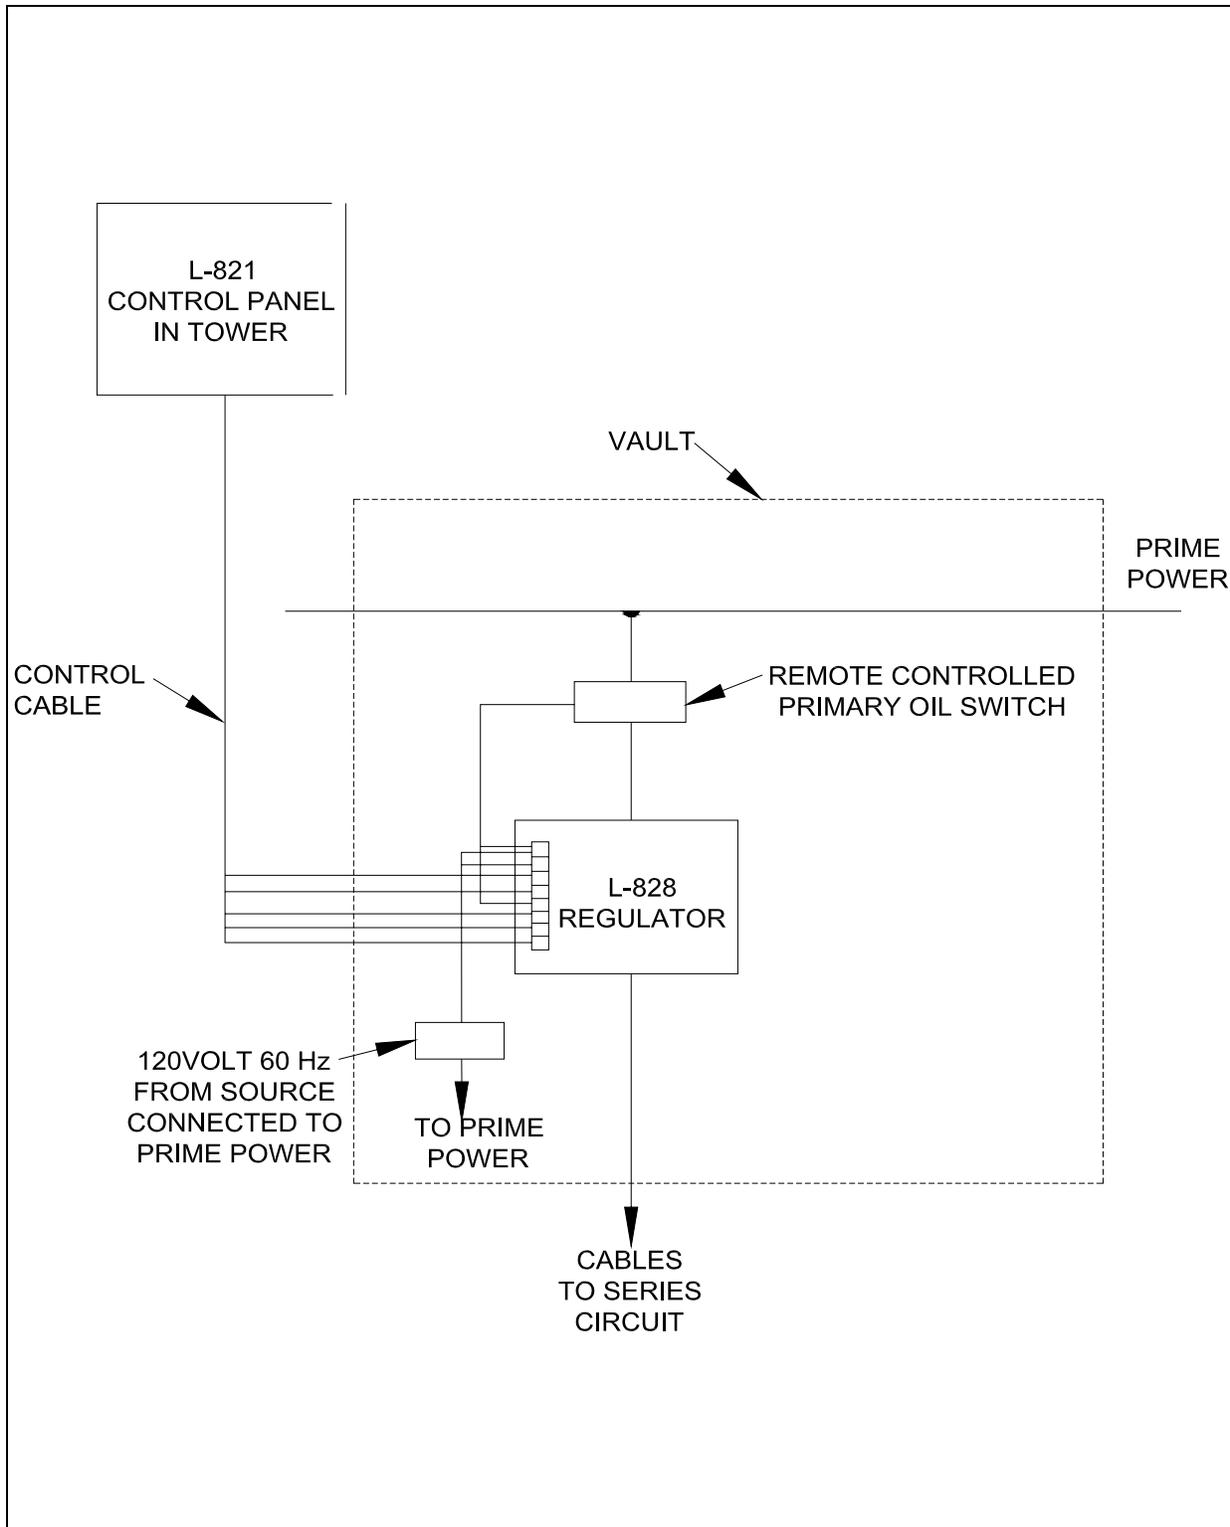 L-821
CONTROL PANEL
IN TOWER
VAULT
PRIME
POWER
CONTROL
CABLE
REMOTE CONTROLLED
PRIMARY OIL SWITCH
L-828
REGULATOR
120VOLT 60 Hz
FROM SOURCE
CONNECTED TO
PRIME POWER
TO PRIME
POWER
CABLES
TO SERIES
CIRCUIT